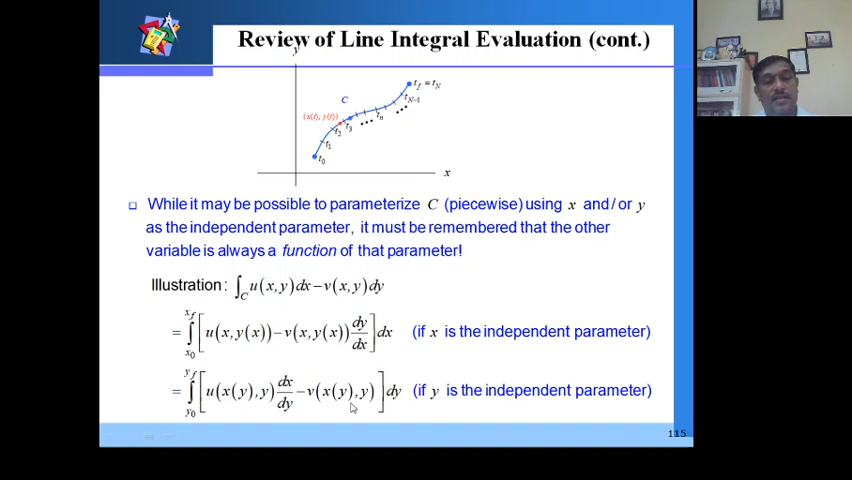 Review of Line Integral Evaluation (cont.)
y
C
t_f = t_N
t_{N-1}
(x(t), y(t))
t_n
t_3
t_2
t_1
t_0
x
While it may be possible to parameterize C (piecewise) using x and/or y
as the independent parameter, it must be remembered that the other
variable is always a function of that parameter!
Illustration: ∫_C u(x,y)dx − v(x,y)dy
= ∫_{x_0}^{x_f} [u(x,y(x)) − v(x,y(x)) dy/dx] dx (if x is the independent parameter)
= ∫_{y_0}^{y_f} [u(x(y),y) dx/dy − v(x(y),y)] dy (if y is the independent parameter)
115